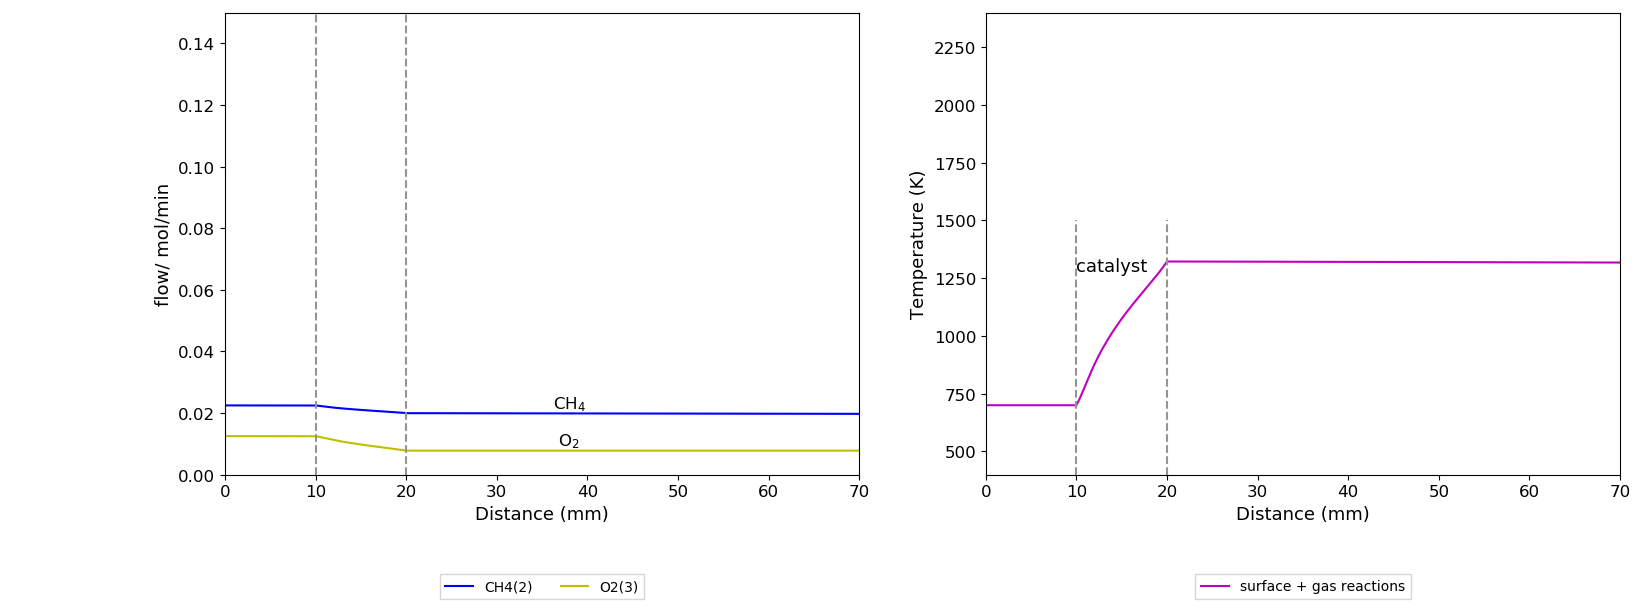 flow/ mol/min
0.14
0.12
0.10
0.08
0.06
0.04
0.02
0.00
CH4
O2
0 10 20 30 40 50 60 70
Distance (mm)
CH4(2) O2(3)
Temperature (K)
2250
2000
1750
1500
1250
1000
750
500
catalyst
0 10 20 30 40 50 60 70
Distance (mm)
surface + gas reactions